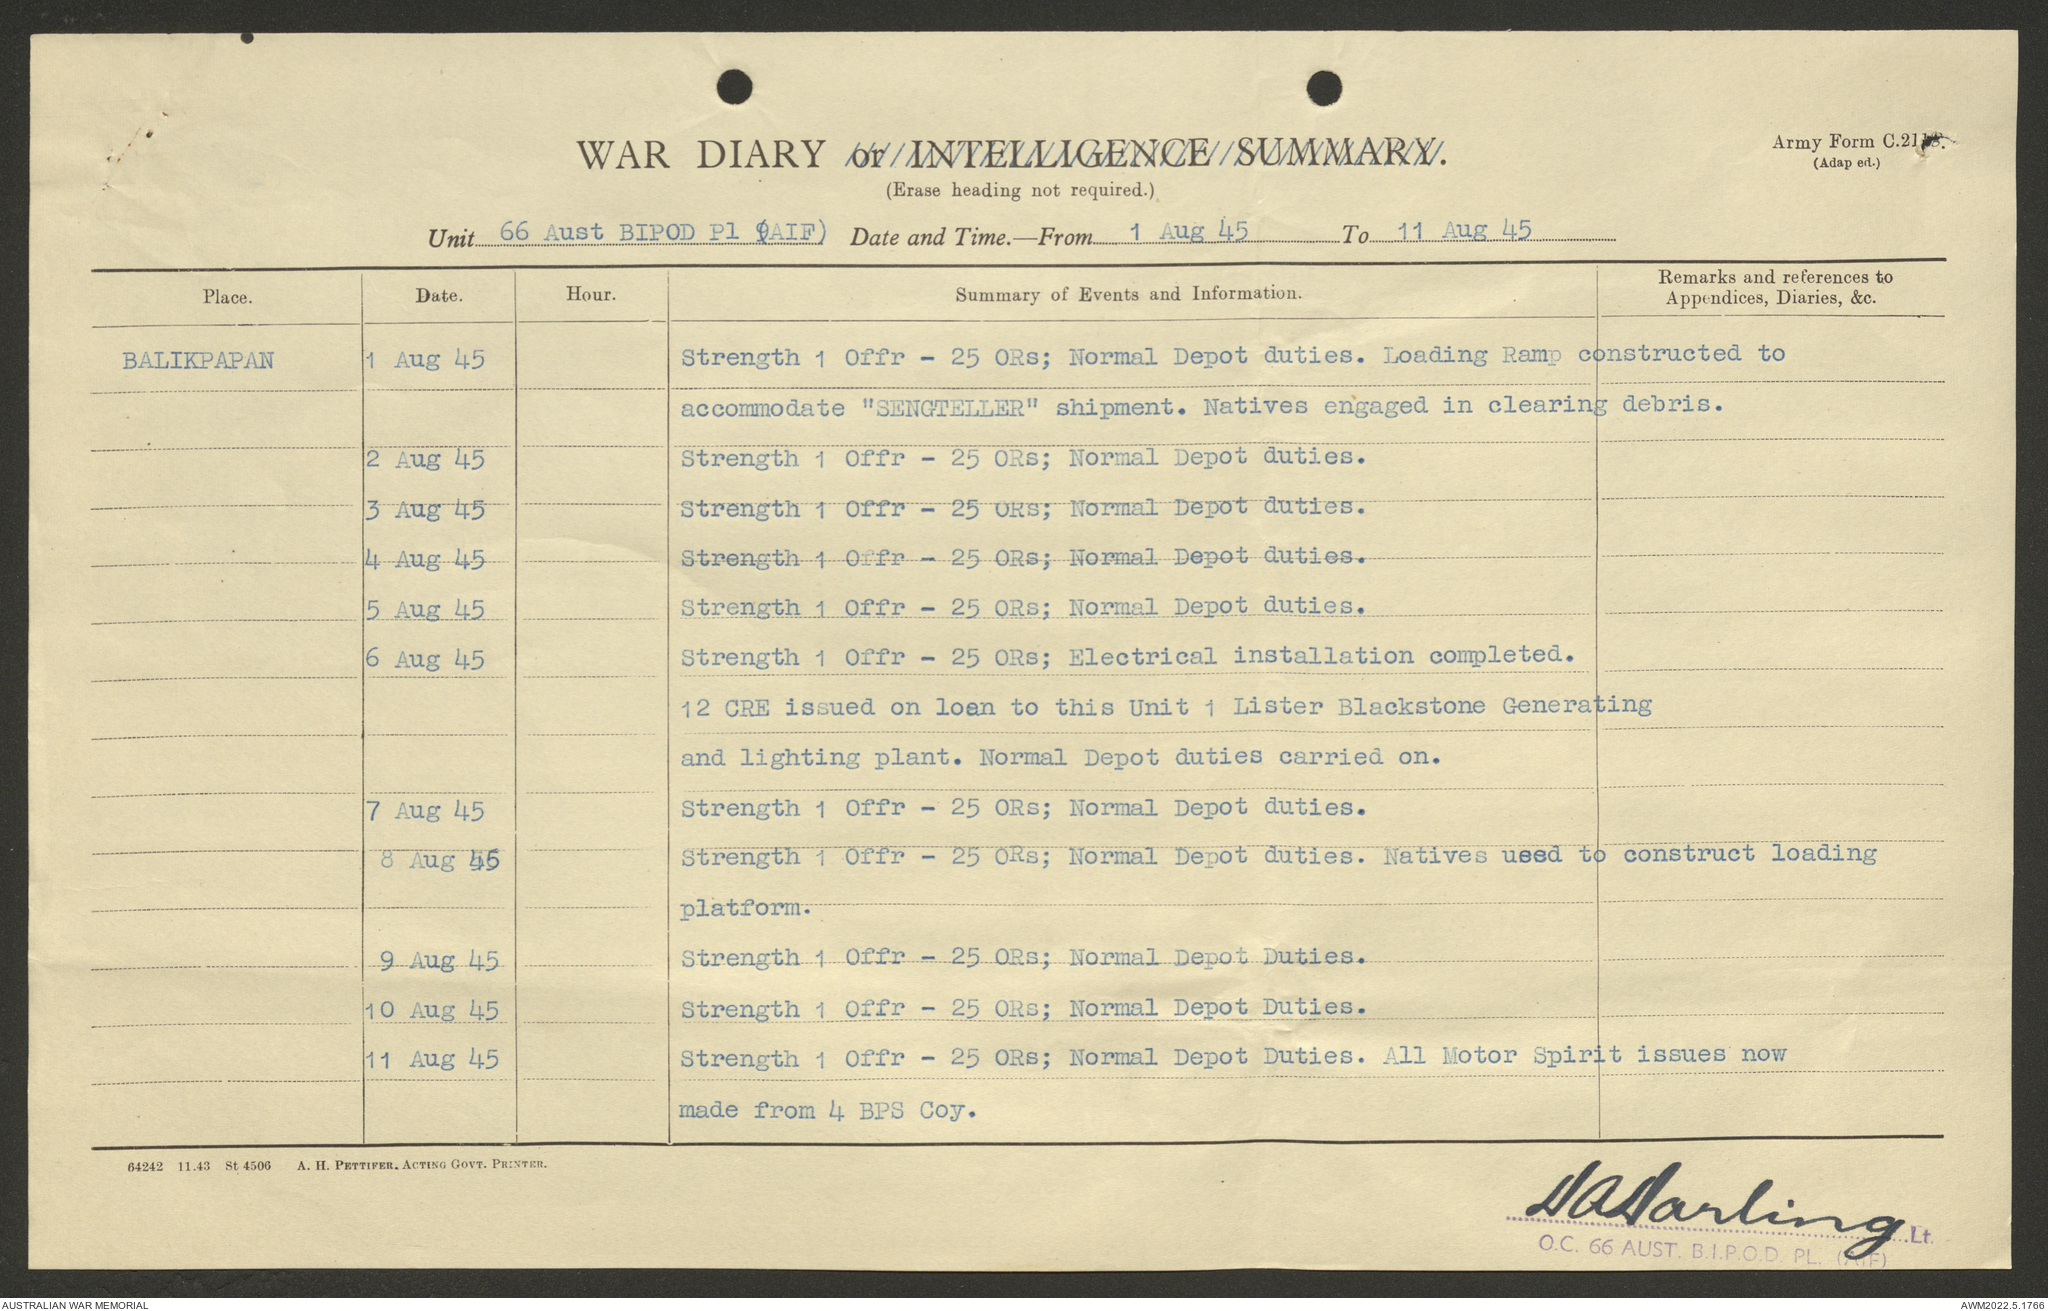 WAR DIARY or INTELLIGENCE SUMMARY.
Army Form C.2118.
(Adap ed.)
(Erase heading not required.)
Unit 66 Aust BIPOD Pl (AIF) Date and Time.—From 1 Aug 45 To 11 Aug 45
Place. Date. Hour. Summary of Events and Information. Remarks and references to Appendices, Diaries, &c.
BALIKPAPAN 1 Aug 45 Strength 1 Offr - 25 ORs; Normal Depot duties. Loading Ramp constructed to
accommodate "SENGTELLER" shipment. Natives engaged in clearing debris.
2 Aug 45 Strength 1 Offr - 25 ORs; Normal Depot duties.
3 Aug 45 Strength 1 Offr - 25 ORs; Normal Depot duties.
4 Aug 45 Strength 1 Offr - 25 ORs; Normal Depot duties.
5 Aug 45 Strength 1 Offr - 25 ORs; Normal Depot duties.
6 Aug 45 Strength 1 Offr - 25 ORs; Electrical installation completed.
12 CRE issued on loan to this Unit 1 Lister Blackstone Generating
and lighting plant. Normal Depot duties carried on.
7 Aug 45 Strength 1 Offr - 25 ORs; Normal Depot duties.
8 Aug 45 Strength 1 Offr - 25 ORs; Normal Depot duties. Natives used to construct loading
platform.
9 Aug 45 Strength 1 Offr - 25 ORs; Normal Depot Duties.
10 Aug 45 Strength 1 Offr - 25 ORs; Normal Depot Duties.
11 Aug 45 Strength 1 Offr - 25 ORs; Normal Depot Duties. All Motor Spirit issues now
made from 4 BPS Coy.
64242 11.43 St 4506 A. H. PETTIFER, ACTING GOVT. PRINTER.
Darling Lt.
O.C. 66 AUST. B.I.P.O.D. PL. (AIF)
AUSTRALIAN WAR MEMORIAL
AWM2022.5.1766